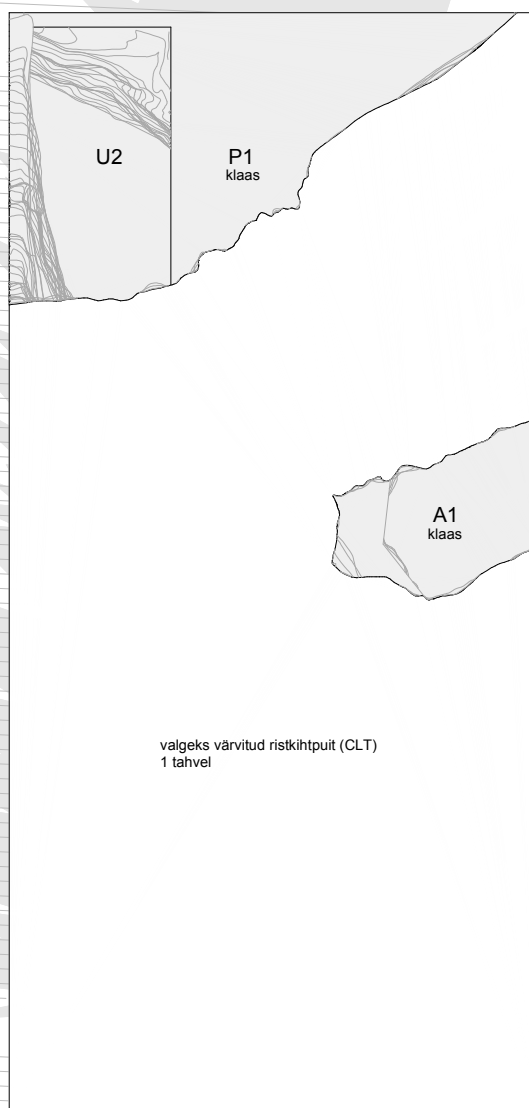 U2
P1
klaas
A1
klaas
valgeks värvitud ristkihtpuit (CLT)
1 tahvel